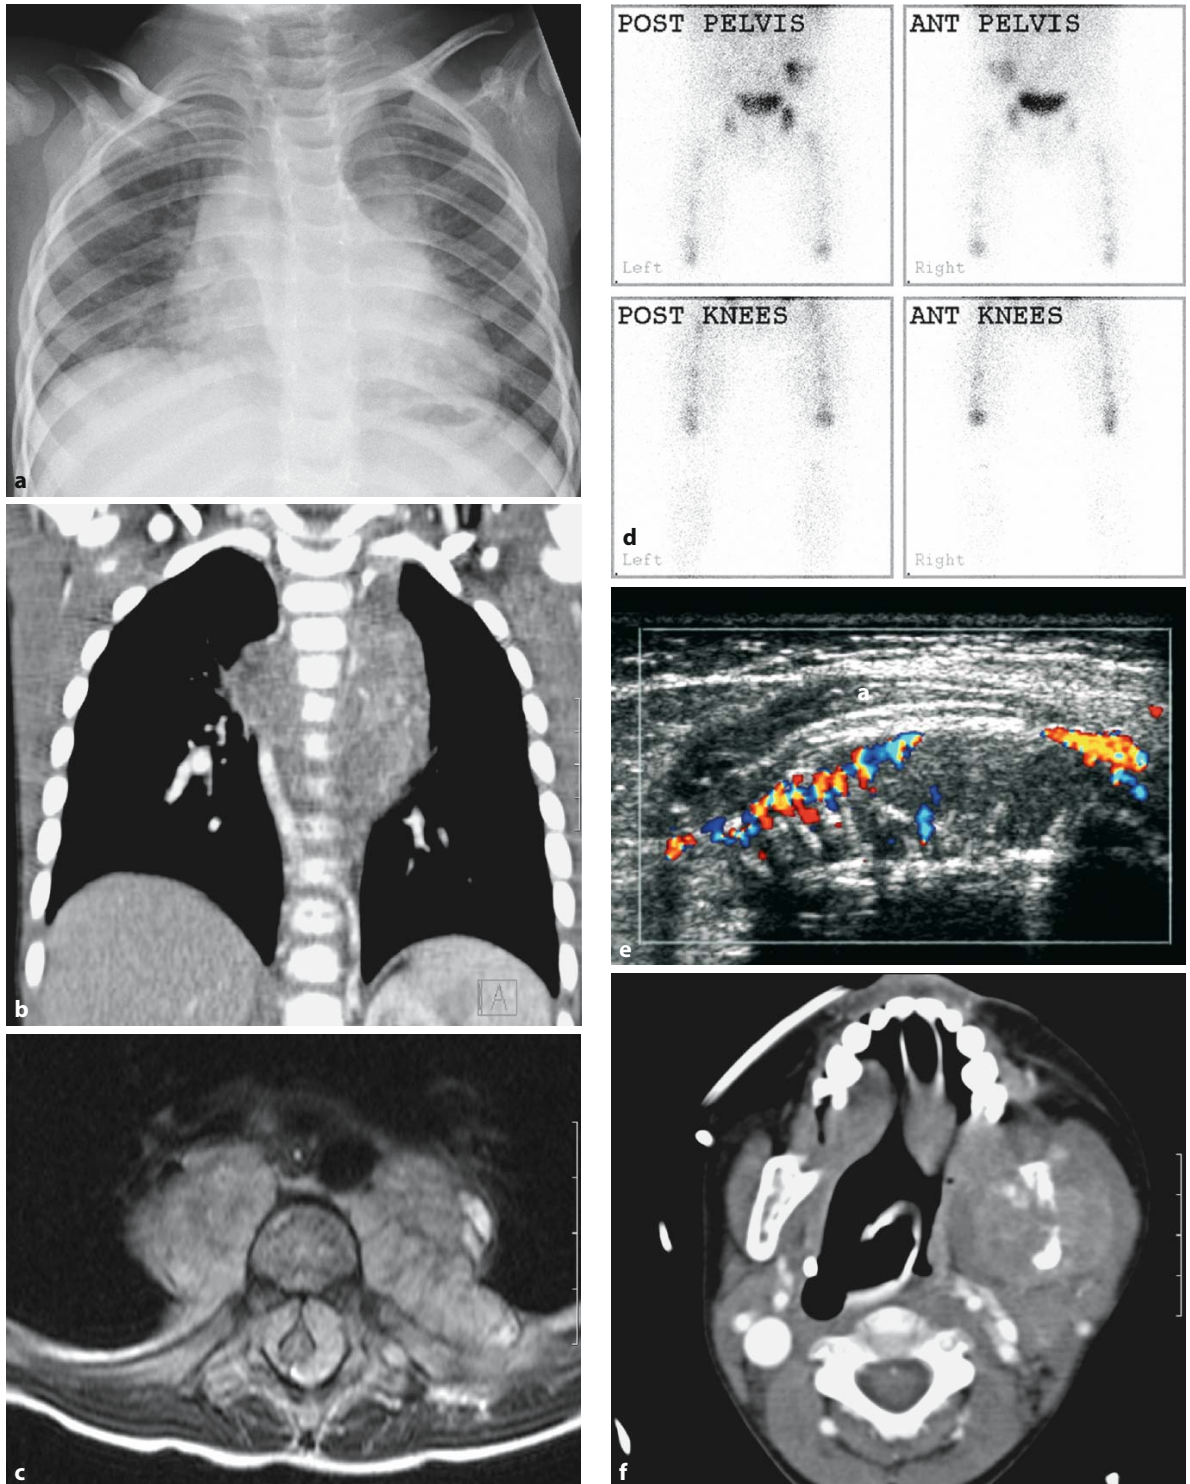 a
POST PELVIS
Left
ANT PELVIS
Right
POST KNEES
Left
ANT KNEES
Right
d
b
A
a
e
c
f